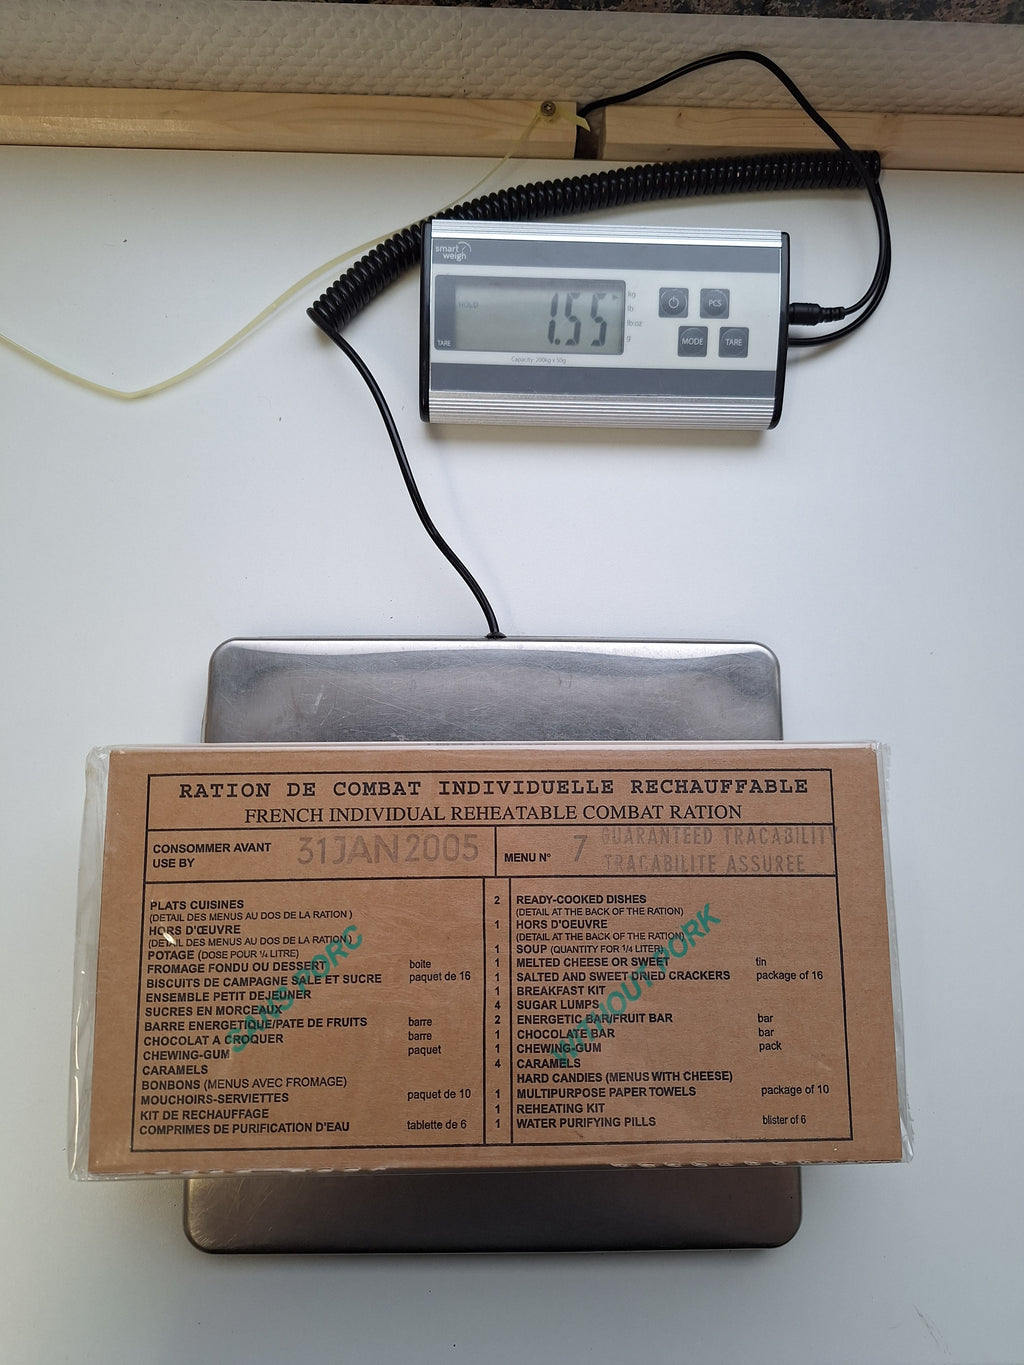 smart
weigh
HOLD
1.55
TARE
kg
lb
lb:oz
g
PCS
MODE
TARE
Capacity: 200kg x 50g
RATION DE COMBAT INDIVIDUELLE RECHAUFFABLE
FRENCH INDIVIDUAL REHEATABLE COMBAT RATION
CONSOMMER AVANT
USE BY
31 JAN 2005
MENU N° 7
GUARANTEED TRACABILITY
TRACABILITE ASSUREE
PLATS CUISINES 2 READY-COOKED DISHES
(DETAIL DES MENUS AU DOS DE LA RATION) (DETAIL AT THE BACK OF THE RATION)
HORS D'ŒUVRE 1 HORS D'OEUVRE
(DETAIL DES MENUS AU DOS DE LA RATION) (DETAIL AT THE BACK OF THE RATION)
POTAGE (DOSE POUR ¼ LITRE) 1 SOUP (QUANTITY FOR 1/4 LITER)
FROMAGE FONDU OU DESSERT boite 1 MELTED CHEESE OR SWEET tin
BISCUITS DE CAMPAGNE SALE ET SUCRE paquet de 16 1 SALTED AND SWEET DRIED CRACKERS package of 16
ENSEMBLE PETIT DEJEUNER 1 BREAKFAST KIT
SUCRES EN MORCEAUX 4 SUGAR LUMPS
BARRE ENERGETIQUE/PATE DE FRUITS barre 2 ENERGETIC BAR/FRUIT BAR bar
CHOCOLAT A CROQUER barre 1 CHOCOLATE BAR bar
CHEWING-GUM paquet 1 CHEWING-GUM pack
CARAMELS 4 CARAMELS
BONBONS (MENUS AVEC FROMAGE) HARD CANDIES (MENUS WITH CHEESE)
MOUCHOIRS-SERVIETTES paquet de 10 1 MULTIPURPOSE PAPER TOWELS package of 10
KIT DE RECHAUFFAGE 1 REHEATING KIT
COMPRIMES DE PURIFICATION D'EAU tablette de 6 1 WATER PURIFYING PILLS blister of 6
SANS PORC
WITHOUT PORK